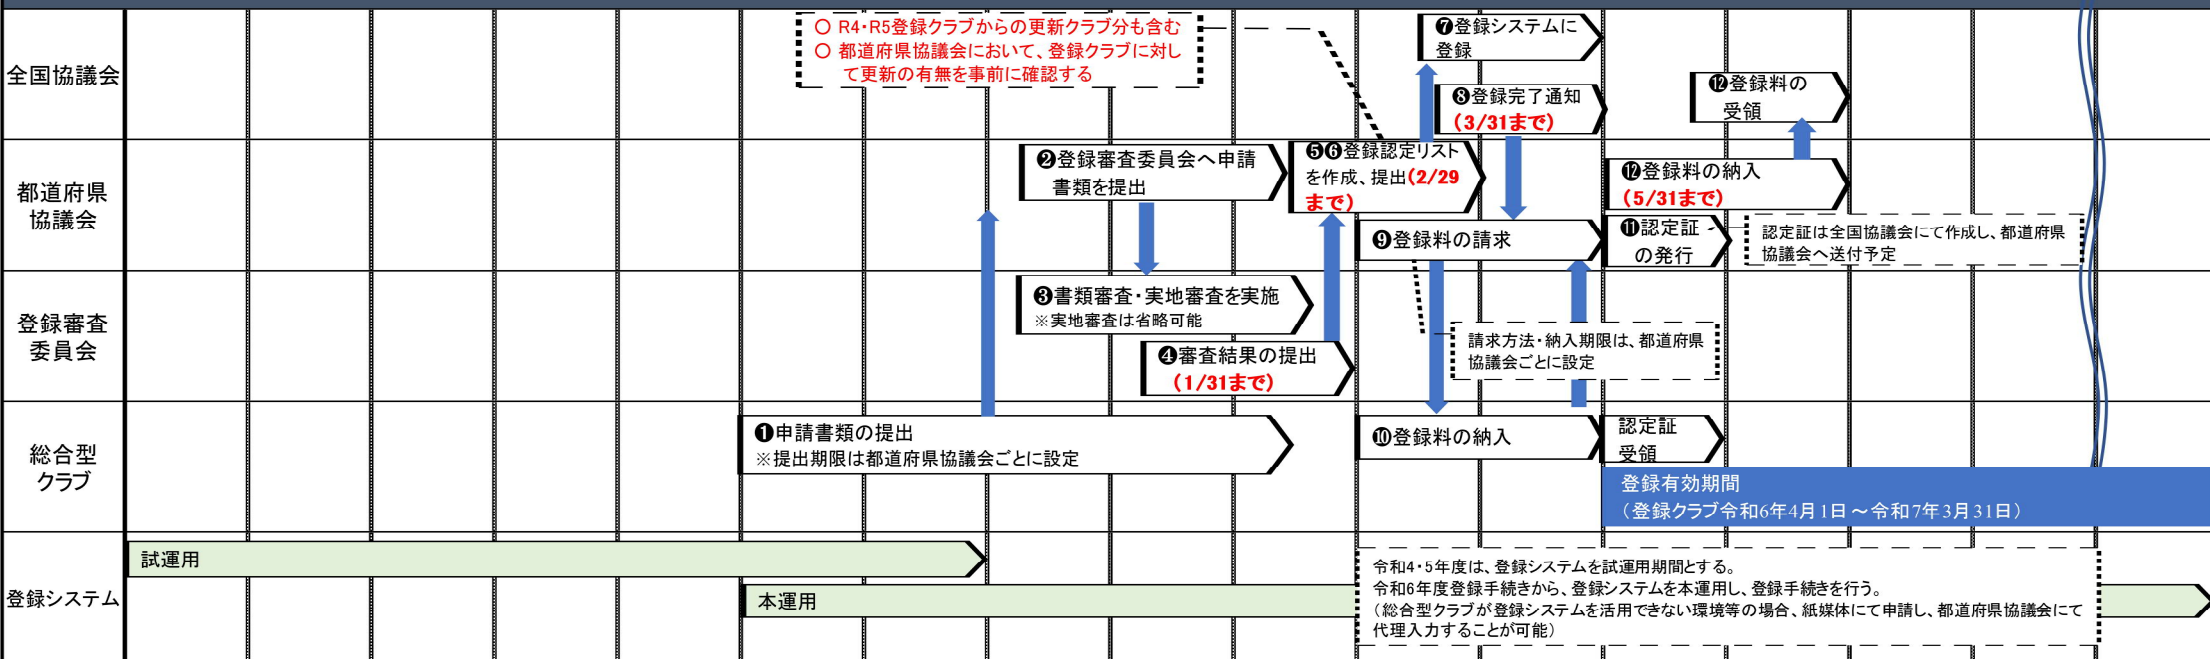 全国協議会
〇 R4・R5登録クラブからの更新クラブ分も含む
〇 都道府県協議会において、登録クラブに対し
て更新の有無を事前に確認する
❼登録システムに
登録
❽登録完了通知
（3/31まで）
⓬登録料の
受領
都道府県
協議会
❷登録審査委員会へ申請
書類を提出
❺❻登録認定リスト
を作成、提出（2/29
まで）
❾登録料の請求
⓬登録料の納入
（5/31まで）
⓫認定証
の発行
認定証は全国協議会にて作成し、都道府県
協議会へ送付予定
登録審査
委員会
❸書類審査・実地審査を実施
※実地審査は省略可能
❹審査結果の提出
（1/31まで）
請求方法・納入期限は、都道府県
協議会ごとに設定
総合型
クラブ
❶申請書類の提出
※提出期限は都道府県協議会ごとに設定
❿登録料の納入
認定証
受領
登録有効期間
（登録クラブ令和6年4月1日～令和7年3月31日）
登録システム
試運用
本運用
令和4・5年度は、登録システムを試運用期間とする。
令和6年度登録手続きから、登録システムを本運用し、登録手続きを行う。
（総合型クラブが登録システムを活用できない環境等の場合、紙媒体にて申請し、都道府県協議会にて
代理入力することが可能）